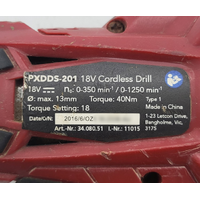 PXDDS-201 18V Cordless Drill
18V ⎓ n₀: 0-350 min⁻¹ / 0-1250 min⁻¹
Ø: max. 13mm Torque: 40Nm Type 1
Torque Setting: 18 Made in China
Date/G/N: 2016/6/OZ 1-23 Letcon Drive,
Bangholme, Vic,
Art.-Nr.: 34.080.51 I.-Nr.: 11015 3175